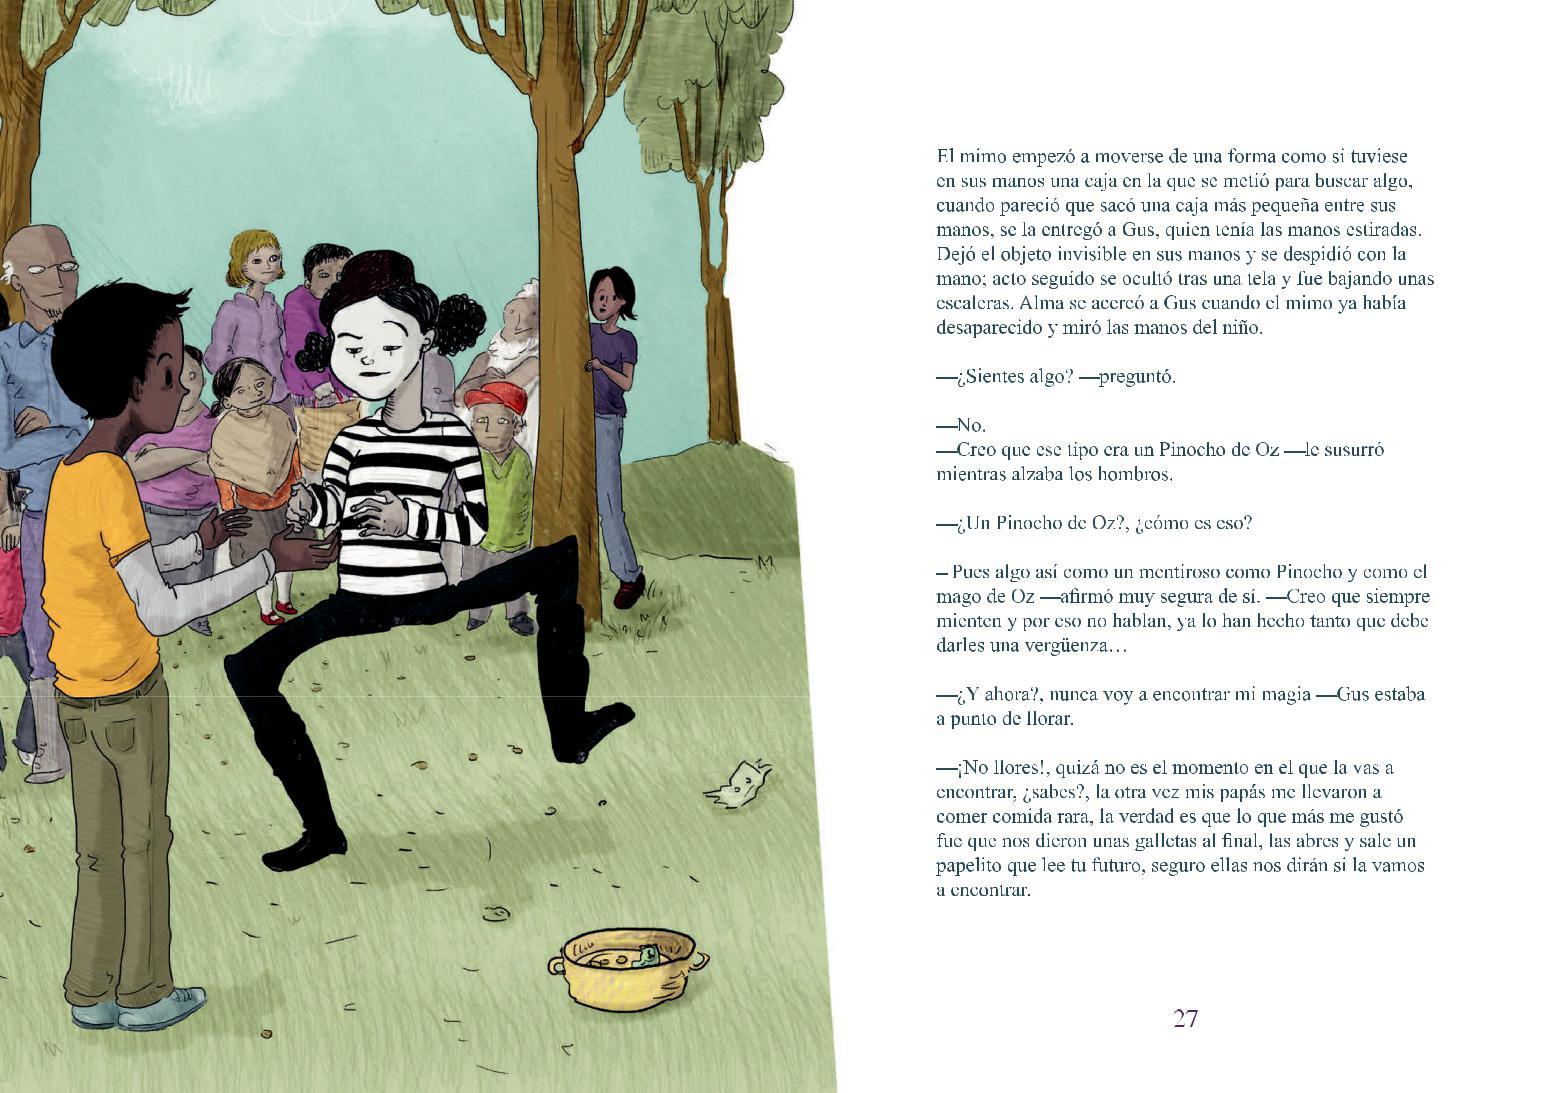 El mimo empezó a moverse de una forma como si tuviese
en sus manos una caja en la que se metió para buscar algo,
cuando pareció que sacó una caja más pequeña entre sus
manos, se la entregó a Gus, quien tenía las manos estiradas.
Dejó el objeto invisible en sus manos y se despidió con la
mano; acto seguido se ocultó tras una tela y fue bajando unas
escaleras. Alma se acercó a Gus cuando el mimo ya había
desaparecido y miró las manos del niño.
—¿Sientes algo? —preguntó.
—No.
—Creo que ese tipo era un Pinocho de Oz —le susurró
mientras alzaba los hombros.
—¿Un Pinocho de Oz?, ¿cómo es eso?
– Pues algo así como un mentiroso como Pinocho y como el
mago de Oz —afirmó muy segura de sí. —Creo que siempre
mienten y por eso no hablan, ya lo han hecho tanto que debe
darles una vergüenza…
—¿Y ahora?, nunca voy a encontrar mi magia —Gus estaba
a punto de llorar.
—¡No llores!, quizá no es el momento en el que la vas a
encontrar, ¿sabes?, la otra vez mis papás me llevaron a
comer comida rara, la verdad es que lo que más me gustó
fue que nos dieron unas galletas al final, las abres y sale un
papelito que lee tu futuro, seguro ellas nos dirán si la vamos
a encontrar.
27